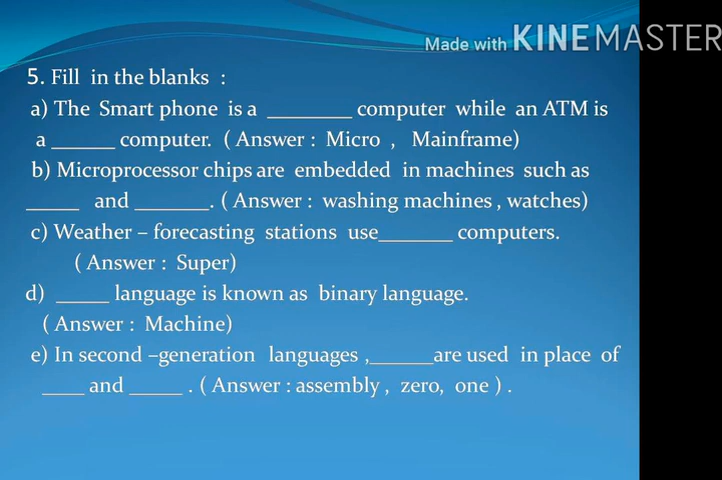 Made with KINEMASTER
5. Fill in the blanks :
a) The Smart phone is a ________ computer while an ATM is
a ______ computer. ( Answer : Micro , Mainframe)
b) Microprocessor chips are embedded in machines such as
_____ and _______. ( Answer : washing machines , watches)
c) Weather – forecasting stations use_______ computers.
( Answer : Super)
d) _____ language is known as binary language.
( Answer : Machine)
e) In second –generation languages ,______are used in place of
____ and _____ . ( Answer : assembly , zero, one ) .